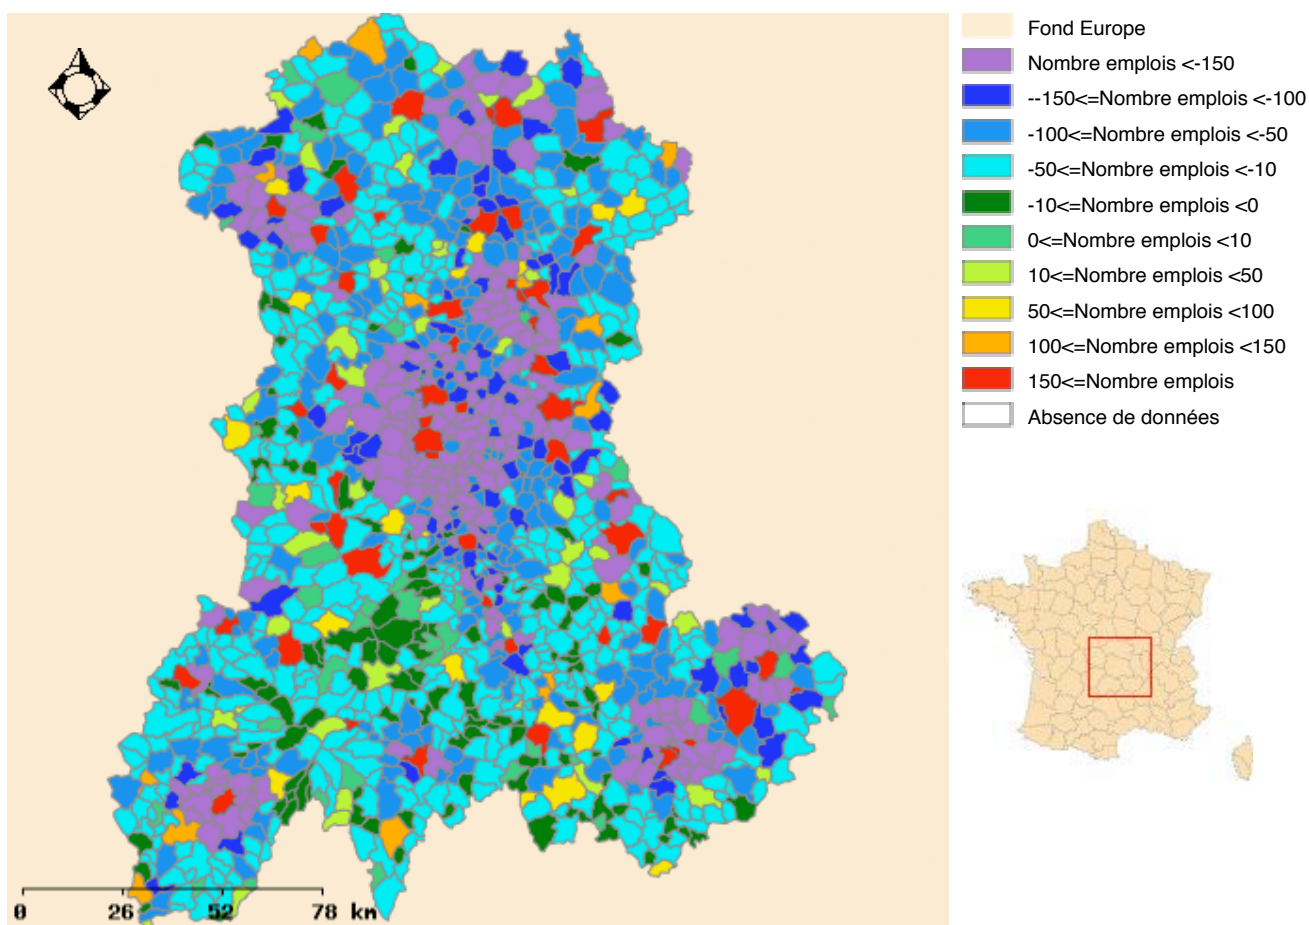 Fond Europe
Nombre emplois <-150
--150<=Nombre emplois <-100
-100<=Nombre emplois <-50
-50<=Nombre emplois <-10
-10<=Nombre emplois <0
0<=Nombre emplois <10
10<=Nombre emplois <50
50<=Nombre emplois <100
100<=Nombre emplois <150
150<=Nombre emplois
Absence de données
0 26 52 78 km